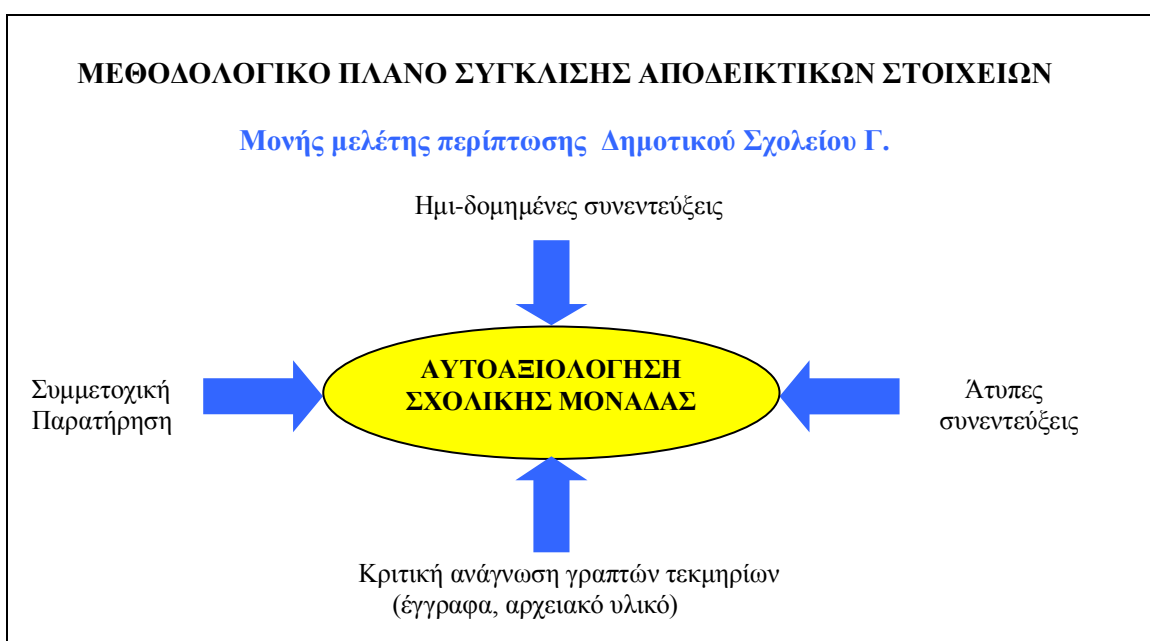 ΜΕΘΟΔΟΛΟΓΙΚΟ ΠΛΑΝΟ ΣΥΓΚΛΙΣΗΣ ΑΠΟΔΕΙΚΤΙΚΩΝ ΣΤΟΙΧΕΙΩΝ
Μονής μελέτης περίπτωσης Δημοτικού Σχολείου Γ.
Ημι-δομημένες συνεντεύξεις
ΑΥΤΟΑΞΙΟΛΟΓΗΣΗ
ΣΧΟΛΙΚΗΣ ΜΟΝΑΔΑΣ
Συμμετοχική
Παρατήρηση
Άτυπες
συνεντεύξεις
Κριτική ανάγνωση γραπτών τεκμηρίων
(έγγραφα, αρχειακό υλικό)